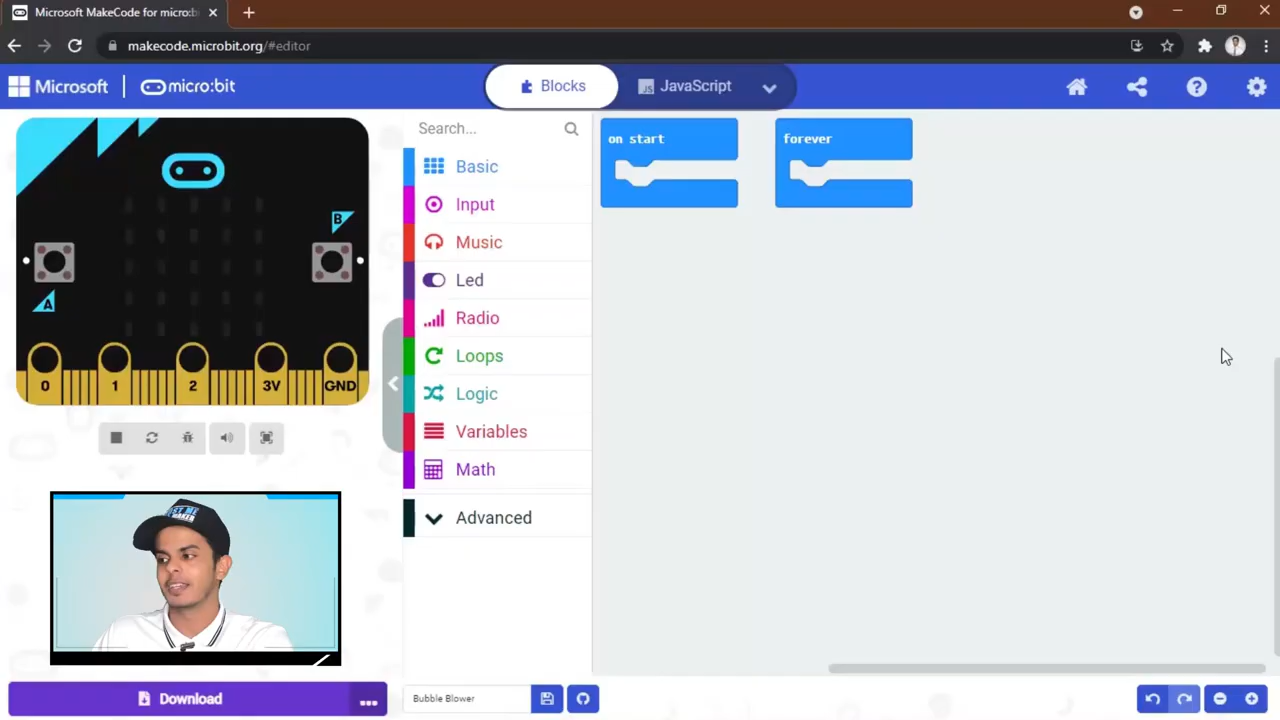 Microsoft MakeCode for micro:b
makecode.microbit.org/#editor
Microsoft
micro:bit
Blocks
JavaScript
Search...
Basic
Input
Music
Led
Radio
Loops
Logic
Variables
Math
Advanced
on start
forever
B
A
0 1 2 3V GND
Download
Bubble Blower